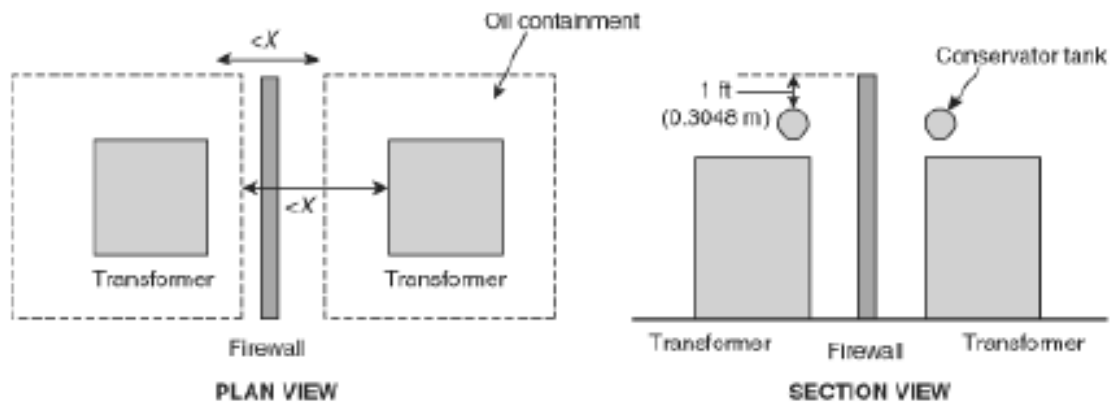 Oil containment
<X
<X
Transformer
Transformer
Firewall
PLAN VIEW
Conservator tank
1 ft
(0.3048 m)
Transformer
Firewall
Transformer
SECTION VIEW